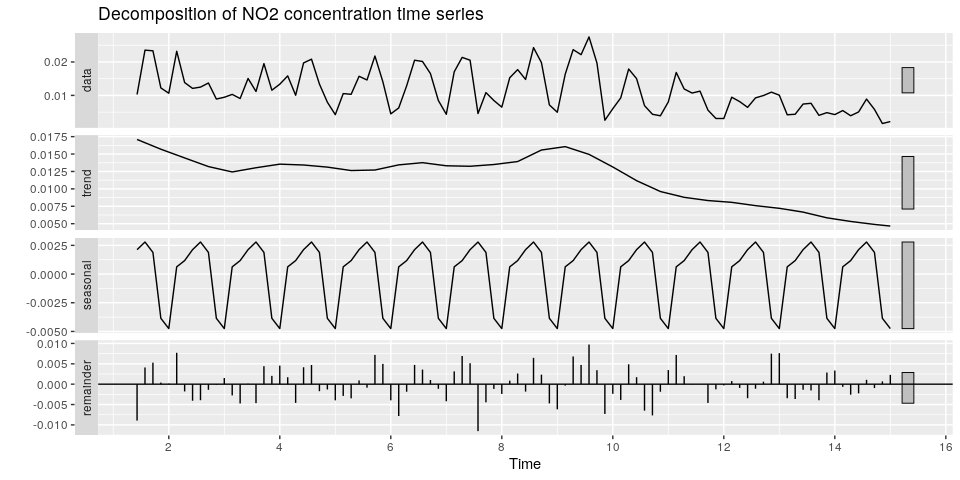 Decomposition of NO2 concentration time series
data
0.02
0.01
trend
0.0175
0.0150
0.0125
0.0100
0.0075
0.0050
seasonal
0.0025
0.0000
-0.0025
-0.0050
remainder
0.010
0.005
0.000
-0.005
-0.010
2 4 6 8 10 12 14 16
Time